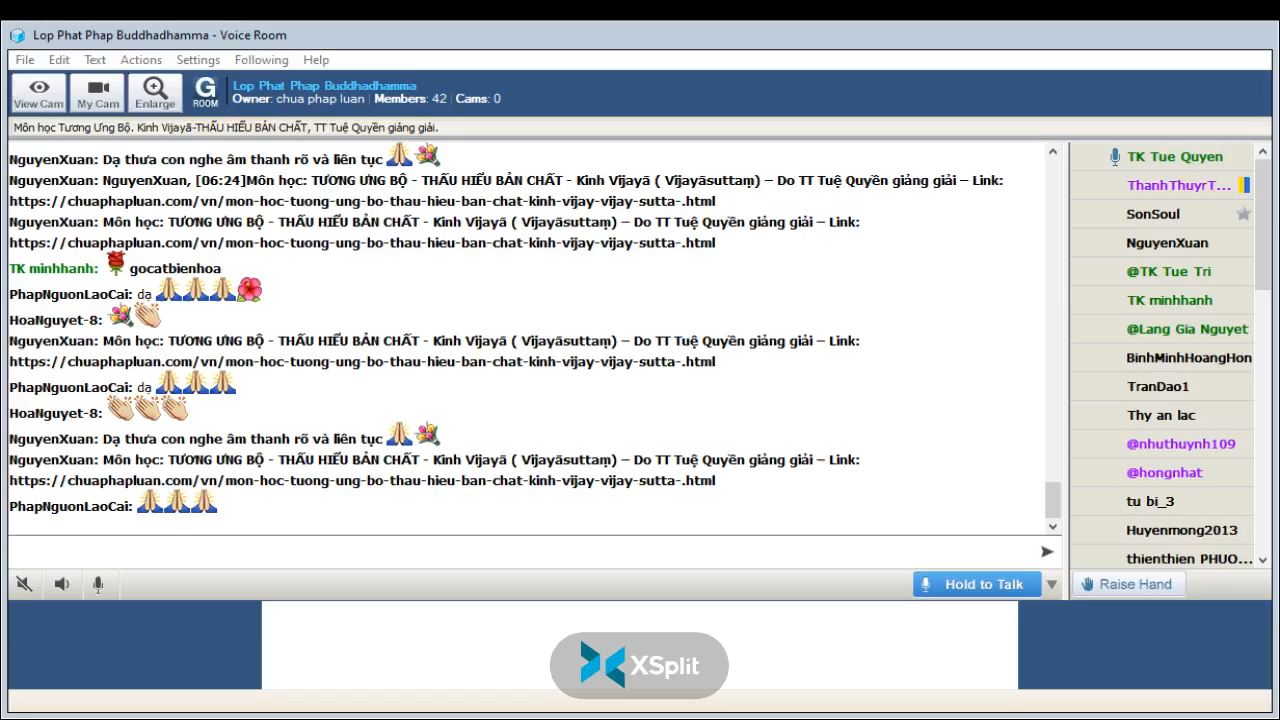 Lop Phat Phap Buddhadhamma - Voice Room
File Edit Text Actions Settings Following Help
View Cam My Cam Enlarge G ROOM
Lop Phat Phap Buddhadhamma
Owner: chua phap luan | Members: 42 | Cams: 0
Môn học Tương Ưng Bộ. Kinh Vijayā-THẤU HIỂU BẢN CHẤT, TT Tuệ Quyền giảng giải.
NguyenXuan: Dạ thưa con nghe âm thanh rõ và liên tục
NguyenXuan: NguyenXuan, [06:24]Môn học: TƯƠNG ƯNG BỘ - THẤU HIỂU BẢN CHẤT - Kinh Vijayā ( Vijayāsuttaṃ) – Do TT Tuệ Quyền giảng giải – Link:
https://chuaphapluan.com/vn/mon-hoc-tuong-ung-bo-thau-hieu-ban-chat-kinh-vijay-vijay-sutta-.html
NguyenXuan: Môn học: TƯƠNG ƯNG BỘ - THẤU HIỂU BẢN CHẤT - Kinh Vijayā ( Vijayāsuttaṃ) – Do TT Tuệ Quyền giảng giải – Link:
https://chuaphapluan.com/vn/mon-hoc-tuong-ung-bo-thau-hieu-ban-chat-kinh-vijay-vijay-sutta-.html
TK minhhanh: gocatbienhoa
PhapNguonLaoCai: dạ
HoaNguyet-8:
NguyenXuan: Môn học: TƯƠNG ƯNG BỘ - THẤU HIỂU BẢN CHẤT - Kinh Vijayā ( Vijayāsuttaṃ) – Do TT Tuệ Quyền giảng giải – Link:
https://chuaphapluan.com/vn/mon-hoc-tuong-ung-bo-thau-hieu-ban-chat-kinh-vijay-vijay-sutta-.html
PhapNguonLaoCai: dạ
HoaNguyet-8:
NguyenXuan: Dạ thưa con nghe âm thanh rõ và liên tục
NguyenXuan: Môn học: TƯƠNG ƯNG BỘ - THẤU HIỂU BẢN CHẤT - Kinh Vijayā ( Vijayāsuttaṃ) – Do TT Tuệ Quyền giảng giải – Link:
https://chuaphapluan.com/vn/mon-hoc-tuong-ung-bo-thau-hieu-ban-chat-kinh-vijay-vijay-sutta-.html
PhapNguonLaoCai:
TK Tue Quyen
ThanhThuyrT...
SonSoul
NguyenXuan
@TK Tue Tri
TK minhhanh
@Lang Gia Nguyet
BinhMinhHoangHon
TranDao1
Thy an lac
@nhuthuynh109
@hongnhat
tu bi_3
Huyenmong2013
thienthien PHUO...
Hold to Talk
Raise Hand
XSplit